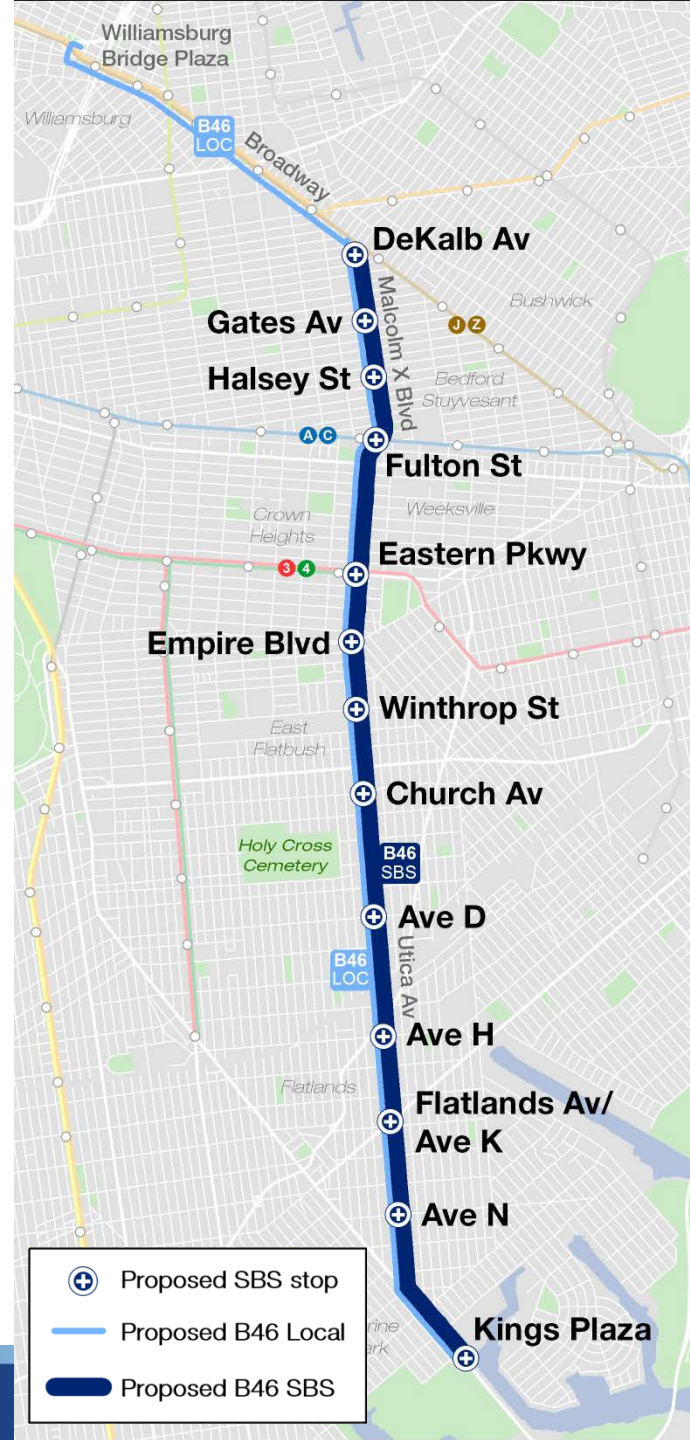 Williamsburg
Bridge Plaza
Williamsburg
B46
LOC
Broadway
DeKalb Av
Bushwick
Gates Av
Malcolm X Blvd
J Z
Halsey St
Bedford
Stuyvesant
A C
Fulton St
Weeksville
Crown
Heights
Eastern Pkwy
3 4
Empire Blvd
Winthrop St
East
Flatbush
Church Av
Holy Cross
Cemetery
B46
SBS
Ave D
Utica Av
B46
LOC
Ave H
Flatlands
Flatlands Av/
Ave K
Ave N
Kings Plaza
Proposed SBS stop
Proposed B46 Local
Proposed B46 SBS